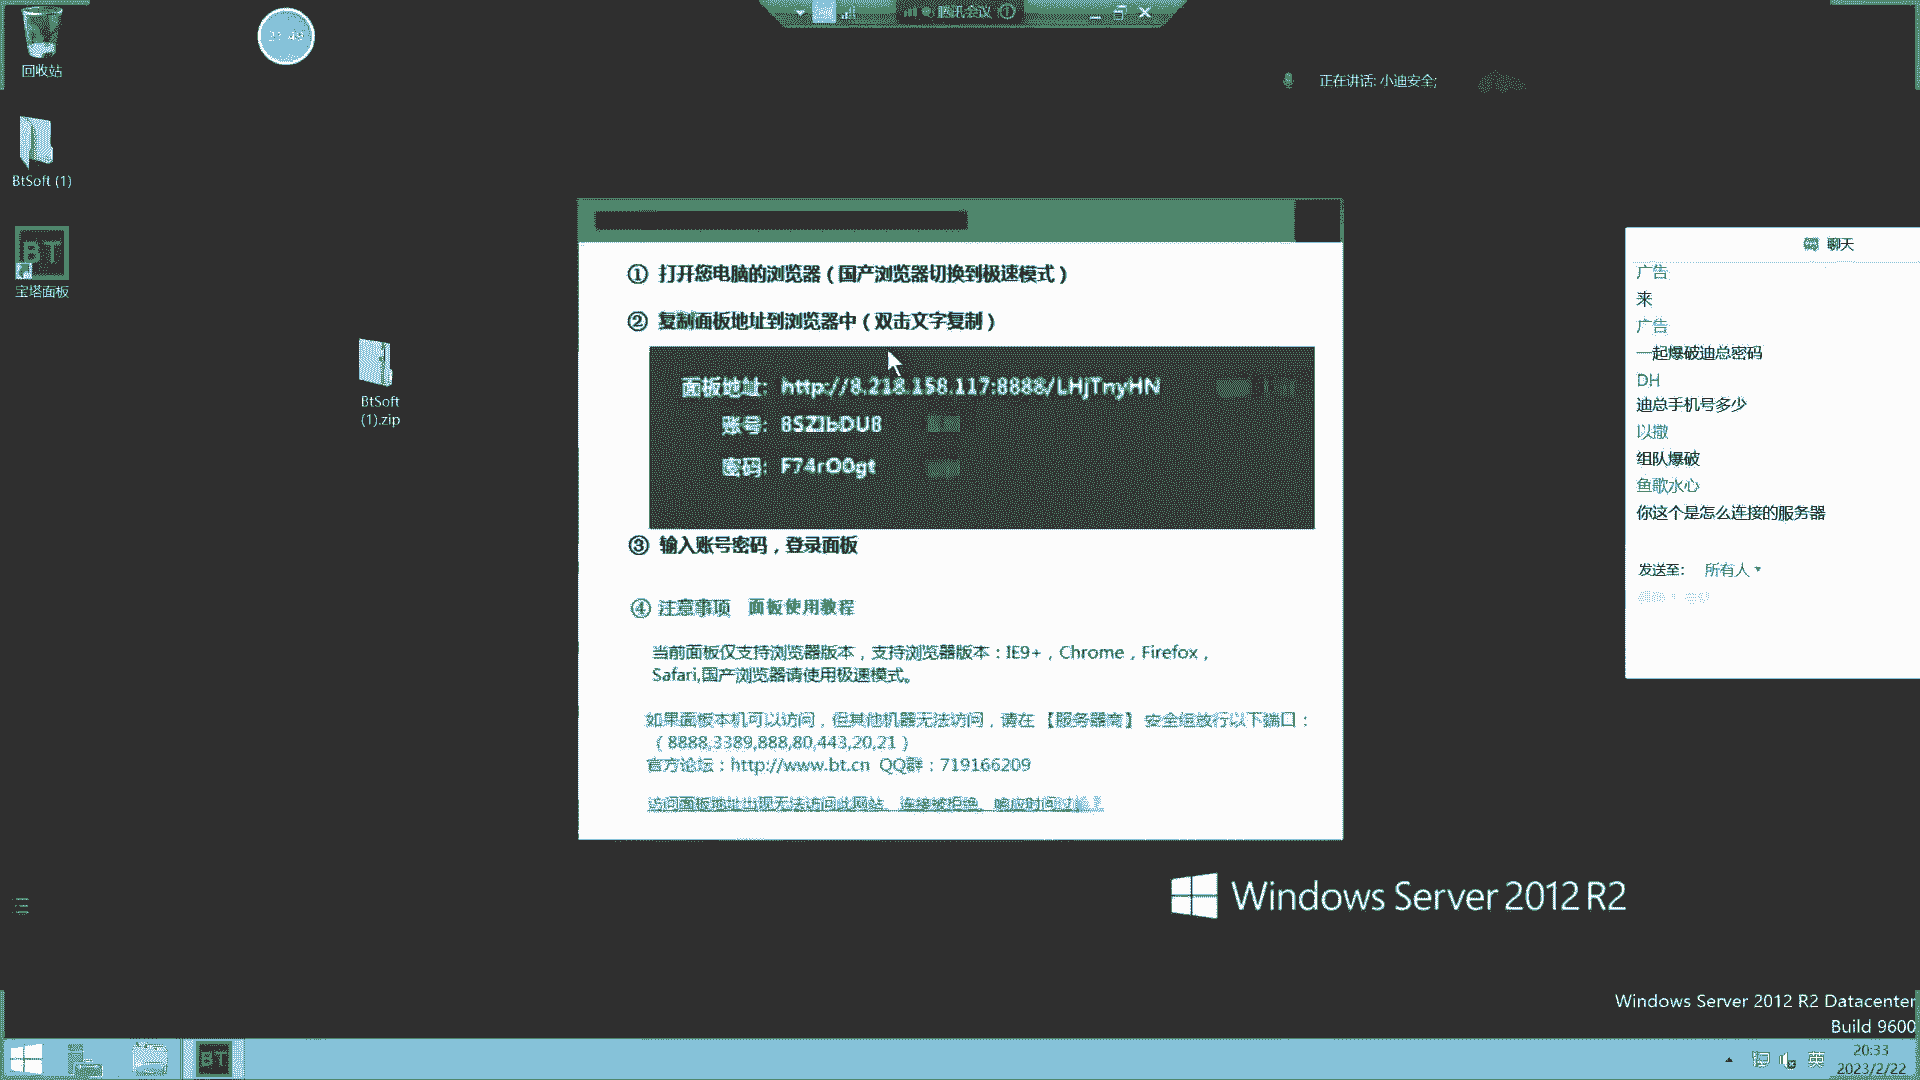 腾讯会议
回收站
21:49
正在讲话: 小迪安全;
BtSoft (1)
BT
宝塔面板
BtSoft
(1).zip
① 打开您电脑的浏览器 ( 国产浏览器切换到极速模式 )
② 复制面板地址到浏览器中 ( 双击文字复制 )
面板地址: http://8.218.158.117:8888/LHjTnyHN
账号: 8SZIbDU8
密码: F74rO0gt
③ 输入账号密码，登录面板
④ 注意事项 面板使用教程
当前面板仅支持浏览器版本，支持浏览器版本：IE9+，Chrome，Firefox，
Safari,国产浏览器请使用极速模式。
如果面板本机可以访问，但其他机器无法访问，请在 【服务器商】 安全组放行以下端口：
( 8888,3389,888,80,443,20,21 )
官方论坛：http://www.bt.cn QQ群：719166209
访问面板地址出现无法访问此网站、连接被拒绝、响应时间过
聊天
广告
来
广告
一起爆破迪总密码
DH
迪总手机号多少
以撒
组队爆破
鱼歌水心
你这个是怎么连接的服务器
发送至: 所有人
Windows Server 2012 R2
Windows Server 2012 R2 Datacenter
Build 9600
BT
英
20:33
2023/2/22